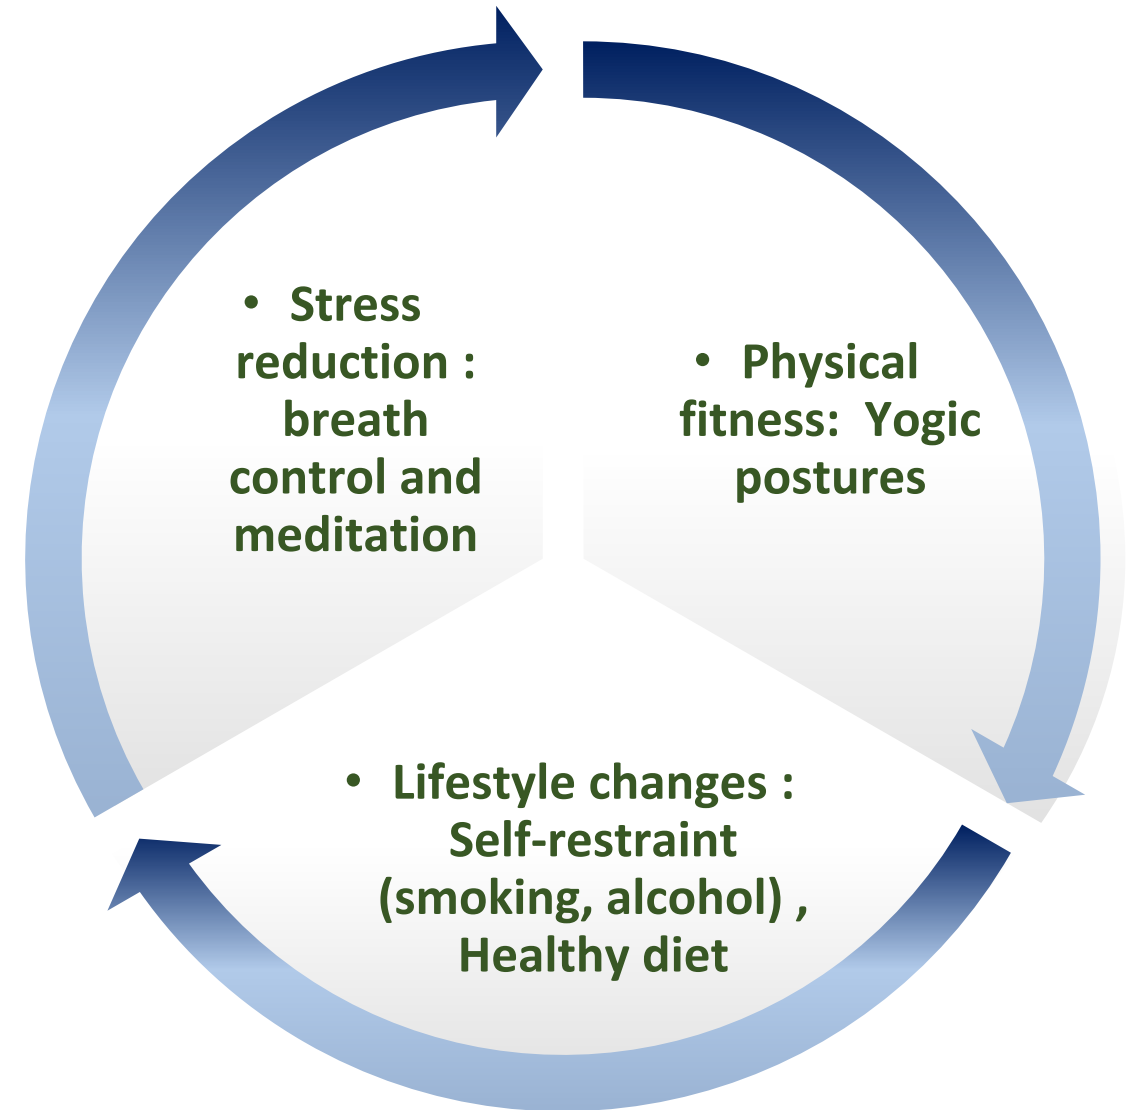 • Stress
reduction :
breath
control and
meditation
• Physical
fitness:  Yogic
postures
• Lifestyle changes :
Self-restraint
(smoking, alcohol) ,
Healthy diet